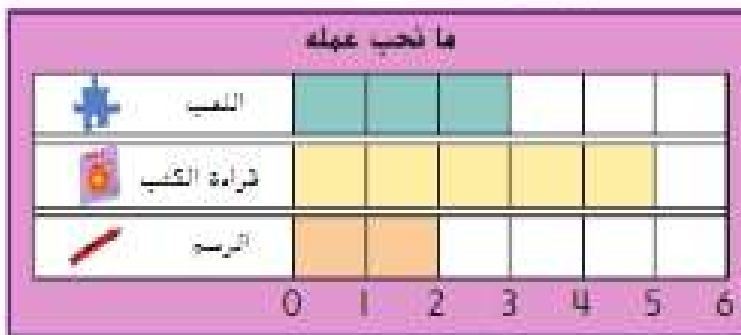 ما نحب عمله
اللعب
قراءة الكتب
الرسم
0 1 2 3 4 5 6